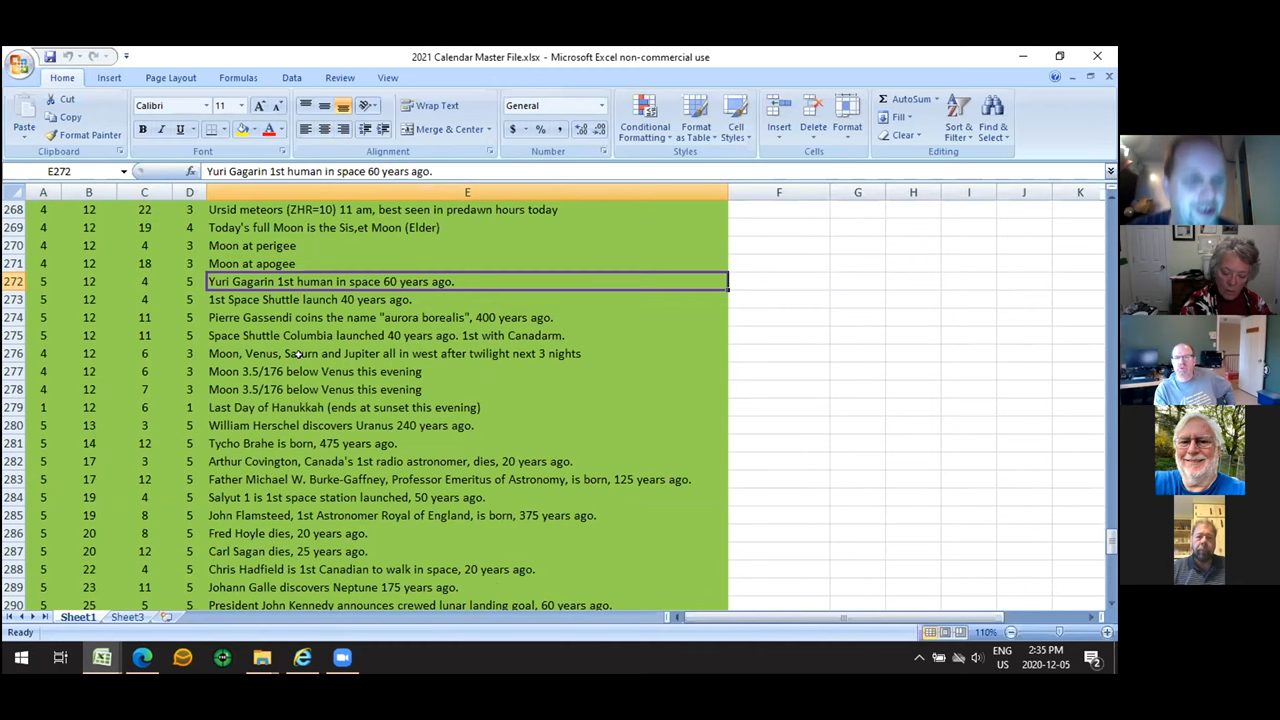 2021 Calendar Master File.xlsx - Microsoft Excel non-commercial use
Home Insert Page Layout Formulas Data Review View
Paste Cut Copy Format Painter Clipboard
Calibri 11 B I U Font
Wrap Text Merge & Center Alignment
General $ % , Number
Conditional Formatting Format as Table Cell Styles Styles
Insert Delete Format Cells
AutoSum Fill Clear Sort & Filter Find & Select Editing
E272 fx Yuri Gagarin 1st human in space 60 years ago.
A B C D E F G H I J K
268 4 12 22 3 Ursid meteors (ZHR=10) 11 am, best seen in predawn hours today
269 4 12 19 4 Today's full Moon is the Sis,et Moon (Elder)
270 4 12 4 3 Moon at perigee
271 4 12 18 3 Moon at apogee
272 5 12 4 5 Yuri Gagarin 1st human in space 60 years ago.
273 5 12 4 5 1st Space Shuttle launch 40 years ago.
274 5 12 11 5 Pierre Gassendi coins the name "aurora borealis", 400 years ago.
275 5 12 11 5 Space Shuttle Columbia launched 40 years ago. 1st with Canadarm.
276 4 12 6 3 Moon, Venus, Saturn and Jupiter all in west after twilight next 3 nights
277 4 12 6 3 Moon 3.5/176 below Venus this evening
278 4 12 7 3 Moon 3.5/176 below Venus this evening
279 1 12 6 1 Last Day of Hanukkah (ends at sunset this evening)
280 5 13 3 5 William Herschel discovers Uranus 240 years ago.
281 5 14 12 5 Tycho Brahe is born, 475 years ago.
282 5 17 3 5 Arthur Covington, Canada's 1st radio astronomer, dies, 20 years ago.
283 5 17 12 5 Father Michael W. Burke-Gaffney, Professor Emeritus of Astronomy, is born, 125 years ago.
284 5 19 4 5 Salyut 1 is 1st space station launched, 50 years ago.
285 5 19 8 5 John Flamsteed, 1st Astronomer Royal of England, is born, 375 years ago.
286 5 20 8 5 Fred Hoyle dies, 20 years ago.
287 5 20 12 5 Carl Sagan dies, 25 years ago.
288 5 22 4 5 Chris Hadfield is 1st Canadian to walk in space, 20 years ago.
289 5 23 11 5 Johann Galle discovers Neptune 175 years ago.
290 5 25 5 5 President John Kennedy announces crewed lunar landing goal, 60 years ago.
Sheet1 Sheet3
Ready 110%
ENG US 2:35 PM 2020-12-05 2